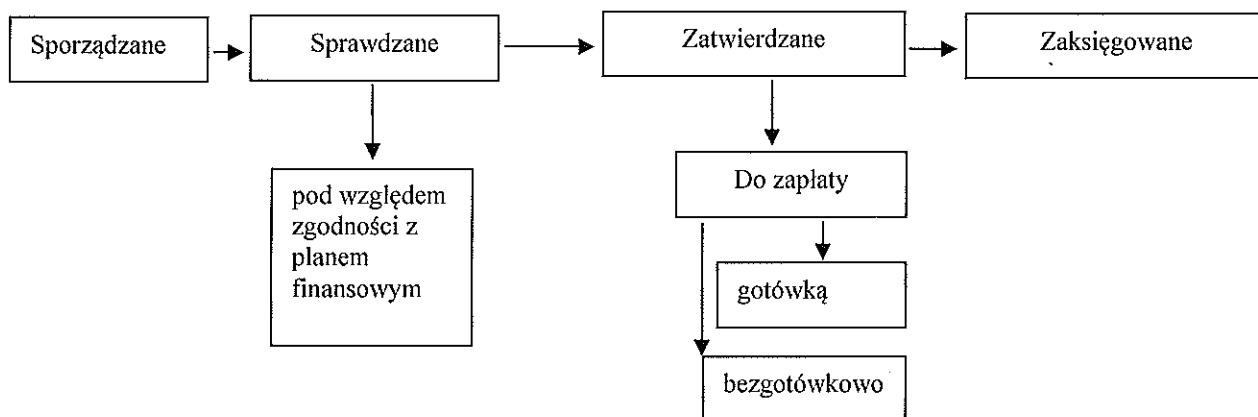 Sporządzane
Sprawdzane
Zatwierdzane
Zaksięgowane
pod względem
zgodności z
planem
finansowym
Do zapłaty
gotówką
bezgotówkowo